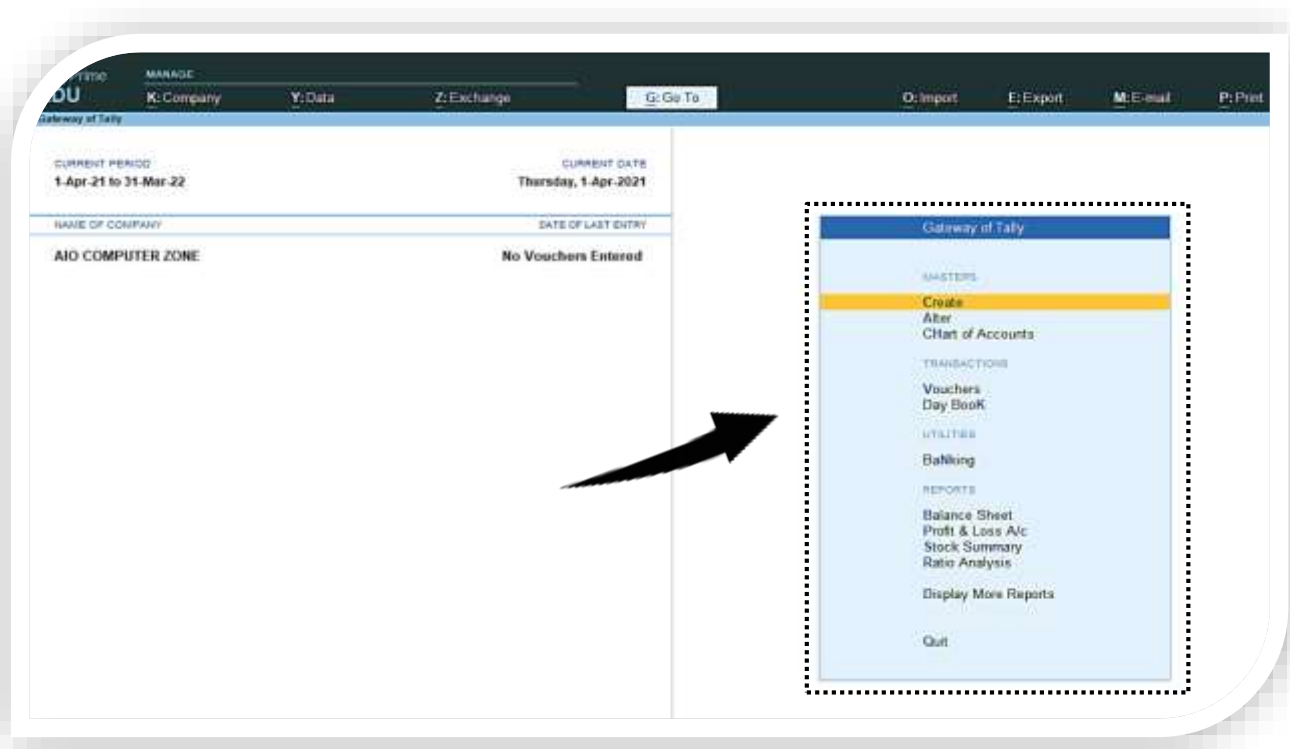 MANAGE
K: Company Y: Data Z: Exchange G: Go To O: Import E: Export M: E-mail P: Print
Gateway of Tally
CURRENT PERIOD CURRENT DATE
1-Apr-21 to 31-Mar-22 Thursday, 1-Apr-2021
NAME OF COMPANY DATE OF LAST ENTRY
AIO COMPUTER ZONE No Vouchers Entered
Gateway of Tally
MASTERS
Create
Alter
CHart of Accounts
TRANSACTIONS
Vouchers
Day BooK
UTILITIES
BaNking
REPORTS
Balance Sheet
Profit & Loss A/c
Stock Summary
Ratio Analysis
Display More Reports
Quit